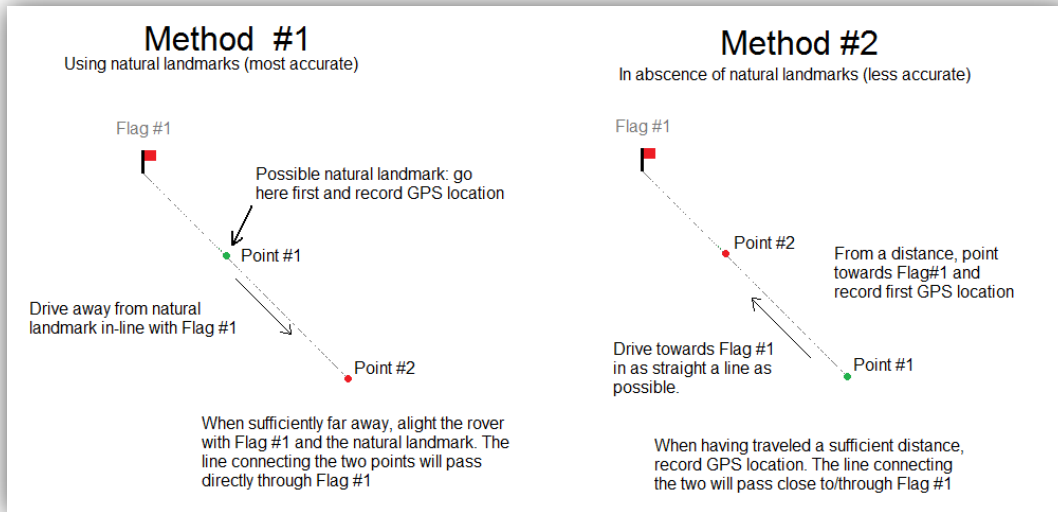 Method #1
Using natural landmarks (most accurate)
Flag #1
Possible natural landmark: go
here first and record GPS location
Point #1
Drive away from natural
landmark in-line with Flag #1
Point #2
When sufficiently far away, alight the rover
with Flag #1 and the natural landmark. The
line connecting the two points will pass
directly through Flag #1
Method #2
In abscence of natural landmarks (less accurate)
Flag #1
Point #2
From a distance, point
towards Flag#1 and
record first GPS location
Drive towards Flag #1
in as straight a line as
possible.
Point #1
When having traveled a sufficient distance,
record GPS location. The line connecting
the two will pass close to/through Flag #1